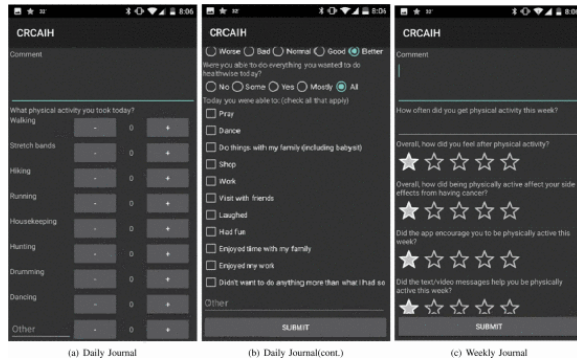 8:06
CRCAIH
Comment
What physical activity you took today?
Walking
- 0 +
Stretch bands
- 0 +
Hiking
- 0 +
Running
- 0 +
Housekeeping
- 0 +
Hunting
- 0 +
Drumming
- 0 +
Dancing
- 0 +
Other
- 0 +
(a) Daily Journal
8:06
CRCAIH
Worse Bad Normal Good Better
Were you able to do everything you wanted to do
healthwise today?
No Some Yes Mostly All
Today you were able to: (check all that apply)
Pray
Dance
Do things with my family (including babysit)
Shop
Work
Visit with friends
Laughed
Had fun
Enjoyed time with my family
Enjoyed my work
Didn't want to do anything more than what I had so
Other
SUBMIT
(b) Daily Journal(cont.)
8:05
CRCAIH
Comment
How often did you get physical activity this week?
Overall, how did you feel after physical activity?
Overall, how did being physically active affect your side
effects from having cancer?
Did the app encourage you to be physically active this
week?
Did the text/video messages help you be physically
active this week?
SUBMIT
(c) Weekly Journal